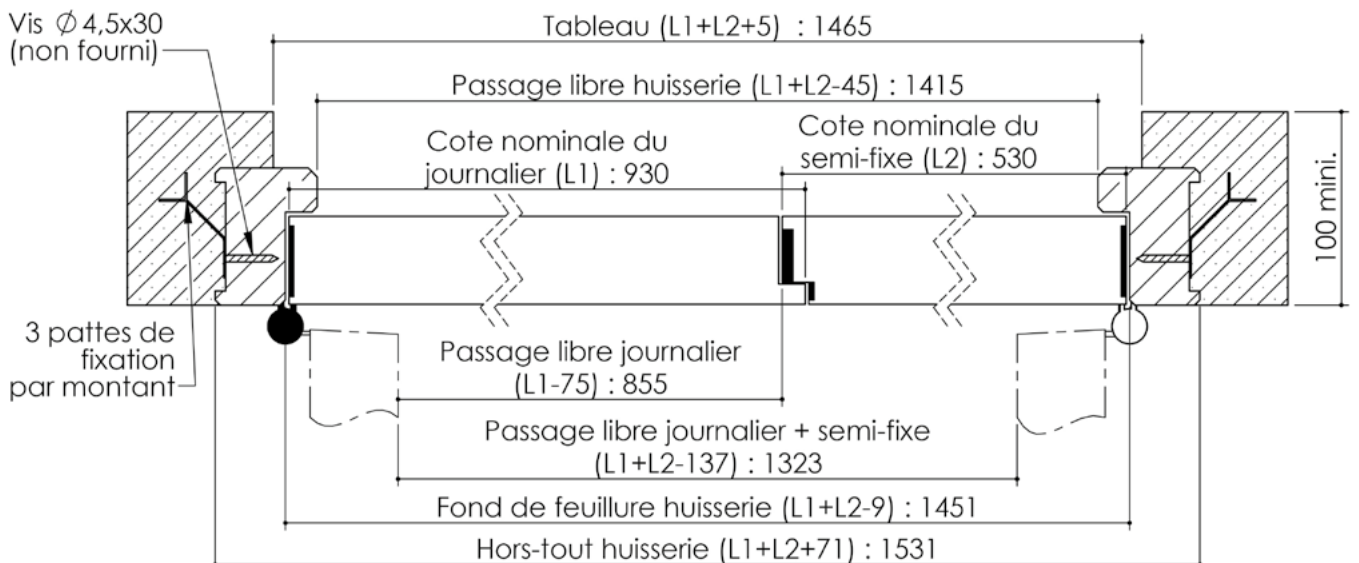 Vis Ø 4,5x30
(non fourni)
Tableau (L1+L2+5) : 1465
Passage libre huisserie (L1+L2-45) : 1415
Cote nominale du
journalier (L1) : 930
Cote nominale du
semi-fixe (L2) : 530
100 mini.
3 pattes de
fixation
par montant
Passage libre journalier
(L1-75) : 855
Passage libre journalier + semi-fixe
(L1+L2-137) : 1323
Fond de feuillure huisserie (L1+L2-9) : 1451
Hors-tout huisserie (L1+L2+71) : 1531